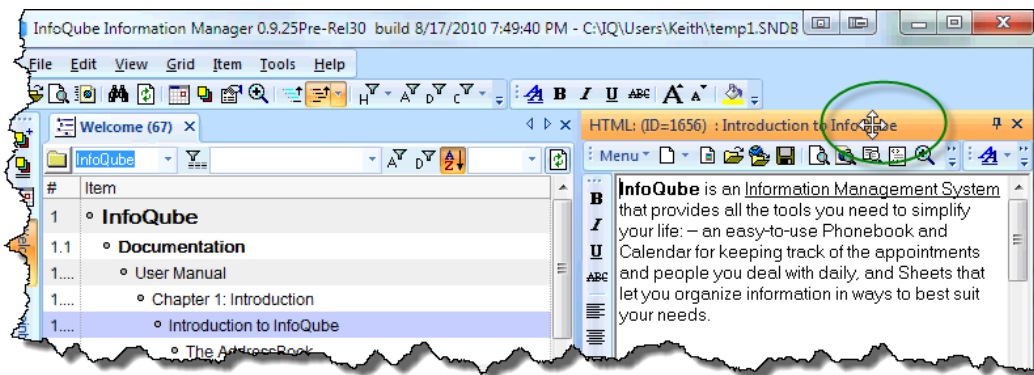 InfoQube Information Manager 0.9.25Pre-Rel30 build 8/17/2010 7:49:40 PM - C:\IQ\Users\Keith\temp1.SNDB
File Edit View Grid Item Tools Help
B I U ABC A A
Welcome (67)
HTML: (ID=1656) : Introduction to InfoQube
InfoQube
Menu
# Item
1 InfoQube
1.1 Documentation
1.... User Manual
1.... Chapter 1: Introduction
1.... Introduction to InfoQube
The AddressBook
B
I
U
ABC
InfoQube is an Information Management System
that provides all the tools you need to simplify
your life: – an easy-to-use Phonebook and
Calendar for keeping track of the appointments
and people you deal with daily, and Sheets that
let you organize information in ways to best suit
your needs.